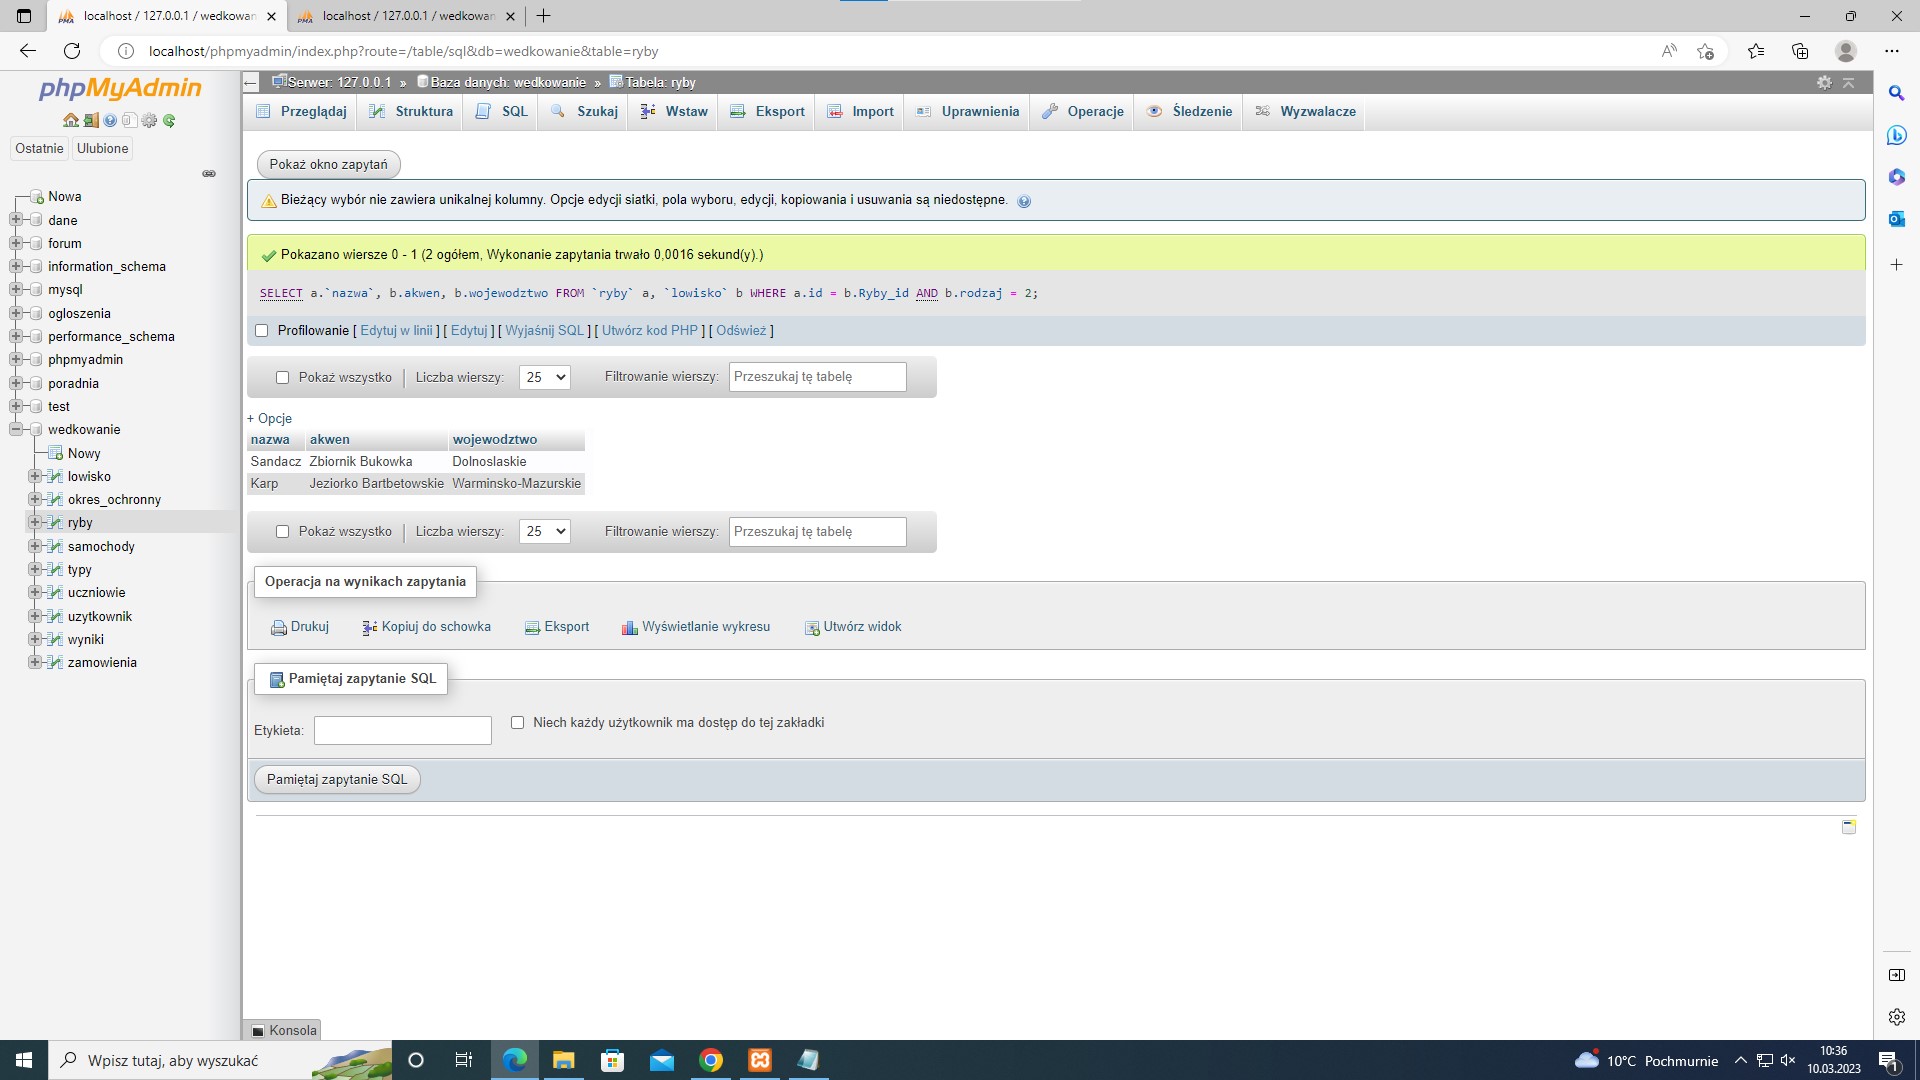 localhost / 127.0.0.1 / wedkowan
localhost / 127.0.0.1 / wedkowan
localhost/phpmyadmin/index.php?route=/table/sql&db=wedkowanie&table=ryby
phpMyAdmin
Ostatnie Ulubione
Nowa
dane
forum
information_schema
mysql
ogloszenia
performance_schema
phpmyadmin
poradnia
test
wedkowanie
Nowy
lowisko
okres_ochronny
ryby
samochody
typy
uczniowie
uzytkownik
wyniki
zamowienia
Serwer: 127.0.0.1 » Baza danych: wedkowanie » Tabela: ryby
Przeglądaj Struktura SQL Szukaj Wstaw Eksport Import Uprawnienia Operacje Śledzenie Wyzwalacze
Pokaż okno zapytań
Bieżący wybór nie zawiera unikalnej kolumny. Opcje edycji siatki, pola wyboru, edycji, kopiowania i usuwania są niedostępne.
Pokazano wiersze 0 - 1 (2 ogółem, Wykonanie zapytania trwało 0,0016 sekund(y).)
SELECT a.`nazwa`, b.akwen, b.wojewodztwo FROM `ryby` a, `lowisko` b WHERE a.id = b.Ryby_id AND b.rodzaj = 2;
Profilowanie [ Edytuj w linii ] [ Edytuj ] [ Wyjaśnij SQL ] [ Utwórz kod PHP ] [ Odśwież ]
Pokaż wszystko | Liczba wierszy: 25 Filtrowanie wierszy: Przeszukaj tę tabelę
+ Opcje
nazwa akwen wojewodztwo
Sandacz Zbiornik Bukowka Dolnoslaskie
Karp Jeziorko Bartbetowskie Warminsko-Mazurskie
Pokaż wszystko | Liczba wierszy: 25 Filtrowanie wierszy: Przeszukaj tę tabelę
Operacja na wynikach zapytania
Drukuj Kopiuj do schowka Eksport Wyświetlanie wykresu Utwórz widok
Pamiętaj zapytanie SQL
Etykieta: Niech każdy użytkownik ma dostęp do tej zakładki
Pamiętaj zapytanie SQL
Konsola
Wpisz tutaj, aby wyszukać
10°C Pochmurnie
10:36
10.03.2023
1